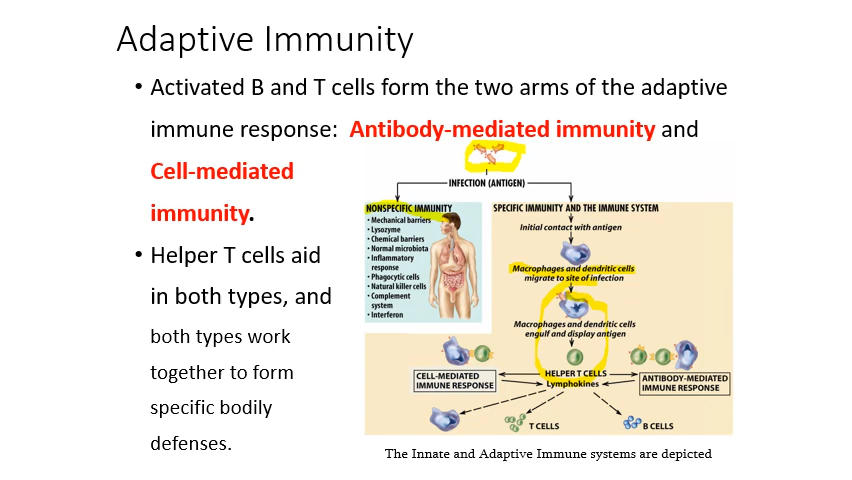 Adaptive Immunity
• Activated B and T cells form the two arms of the adaptive
immune response: Antibody-mediated immunity and
Cell-mediated
immunity.
• Helper T cells aid
in both types, and
both types work
together to form
specific bodily
defenses.
INFECTION (ANTIGEN)
NONSPECIFIC IMMUNITY
• Mechanical barriers
• Lysozyme
• Chemical barriers
• Normal microbiota
• Inflammatory
response
• Phagocytic cells
• Natural killer cells
• Complement
system
• Interferon
SPECIFIC IMMUNITY AND THE IMMUNE SYSTEM
Initial contact with antigen
Macrophages and dendritic cells
migrate to site of infection
Macrophages and dendritic cells
engulf and display antigen
CELL-MEDIATED
IMMUNE RESPONSE
HELPER T CELLS
Lymphokines
ANTIBODY-MEDIATED
IMMUNE RESPONSE
T CELLS
B CELLS
The Innate and Adaptive Immune systems are depicted